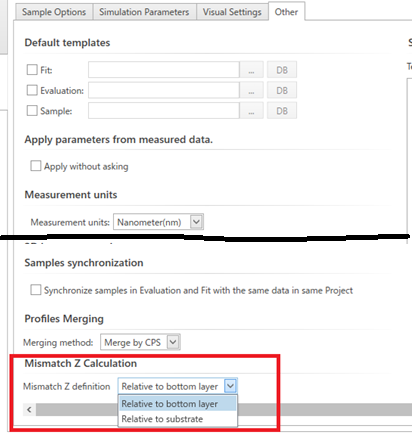 Sample Options Simulation Parameters Visual Settings Other
Default templates
Fit: ... DB
Evaluation: ... DB
Sample: ... DB
Apply parameters from measured data.
Apply without asking
Measurement units
Measurement units: Nanometer(nm)
Samples synchronization
Synchronize samples in Evaluation and Fit with the same data in same Project
Profiles Merging
Merging method: Merge by CPS
Mismatch Z Calculation
Mismatch Z definition Relative to bottom layer
Relative to bottom layer
Relative to substrate